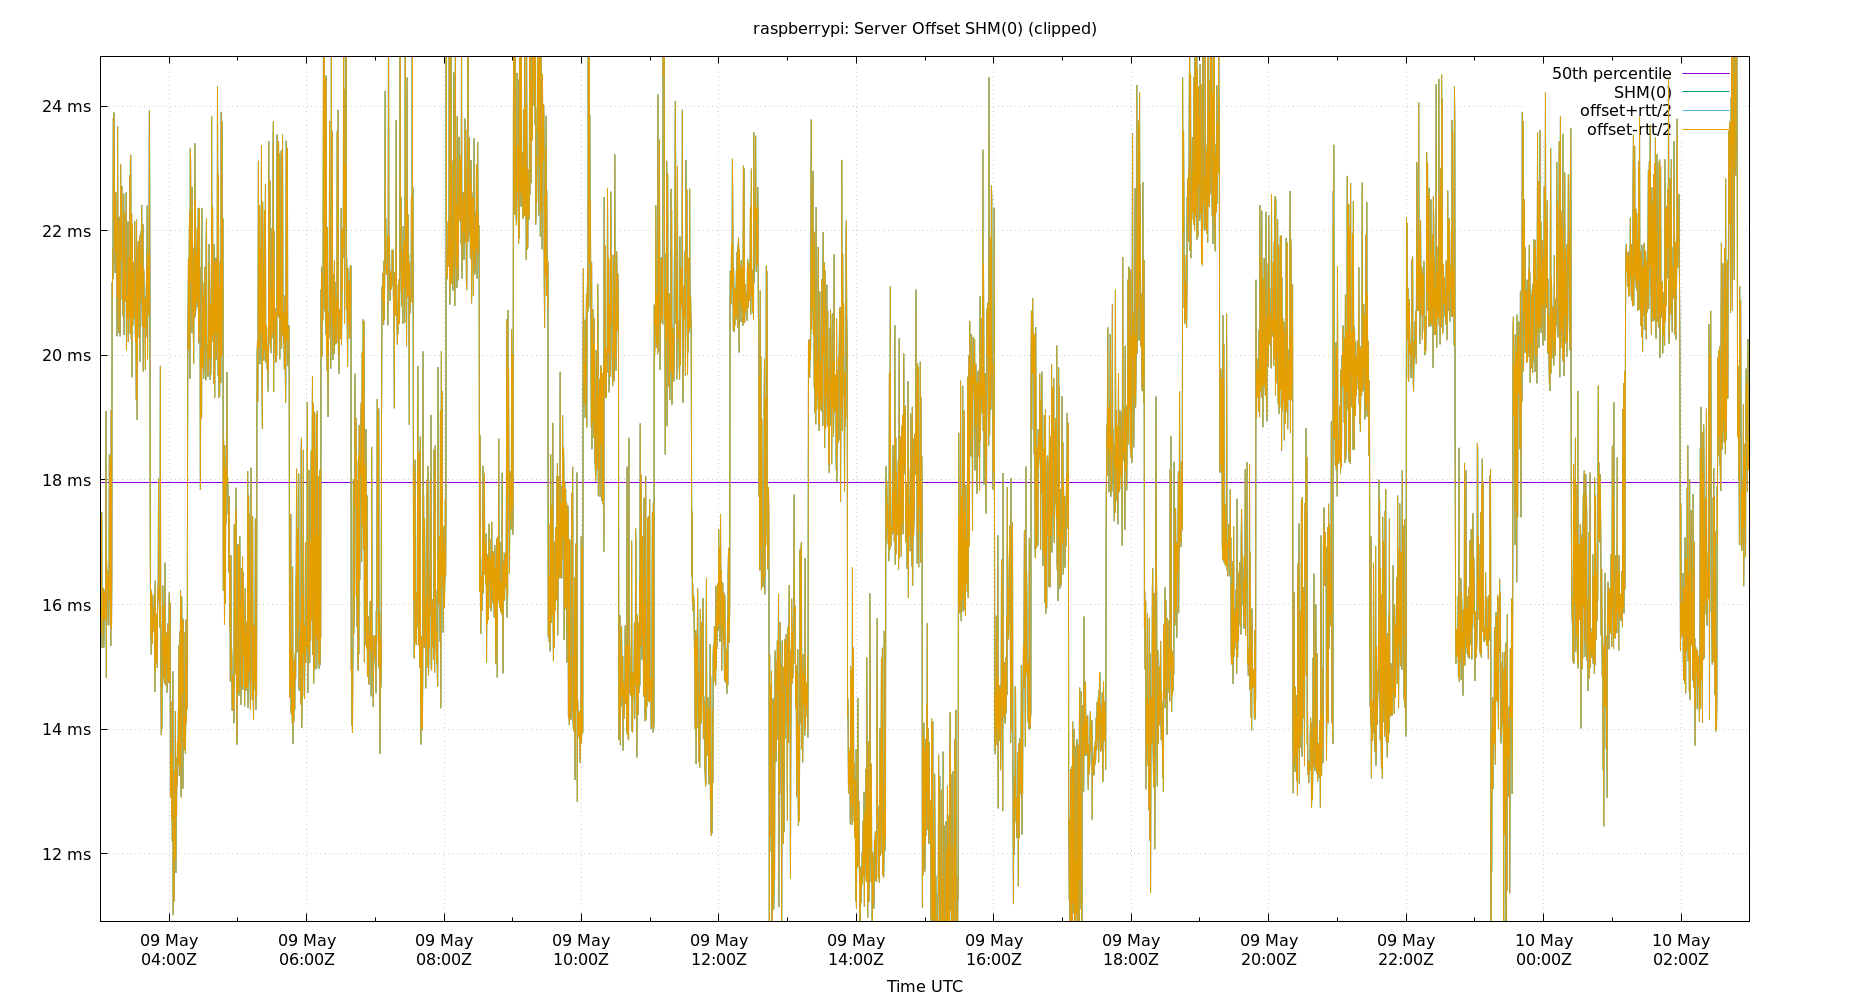 raspberrypi: Server Offset SHM(0) (clipped)
50th percentile
SHM(0)
offset+rtt/2
offset-rtt/2
24 ms
22 ms
20 ms
18 ms
16 ms
14 ms
12 ms
09 May 09 May 09 May 09 May 09 May 09 May 09 May 09 May 09 May 09 May 10 May 10 May
04:00Z 06:00Z 08:00Z 10:00Z 12:00Z 14:00Z 16:00Z 18:00Z 20:00Z 22:00Z 00:00Z 02:00Z
Time UTC